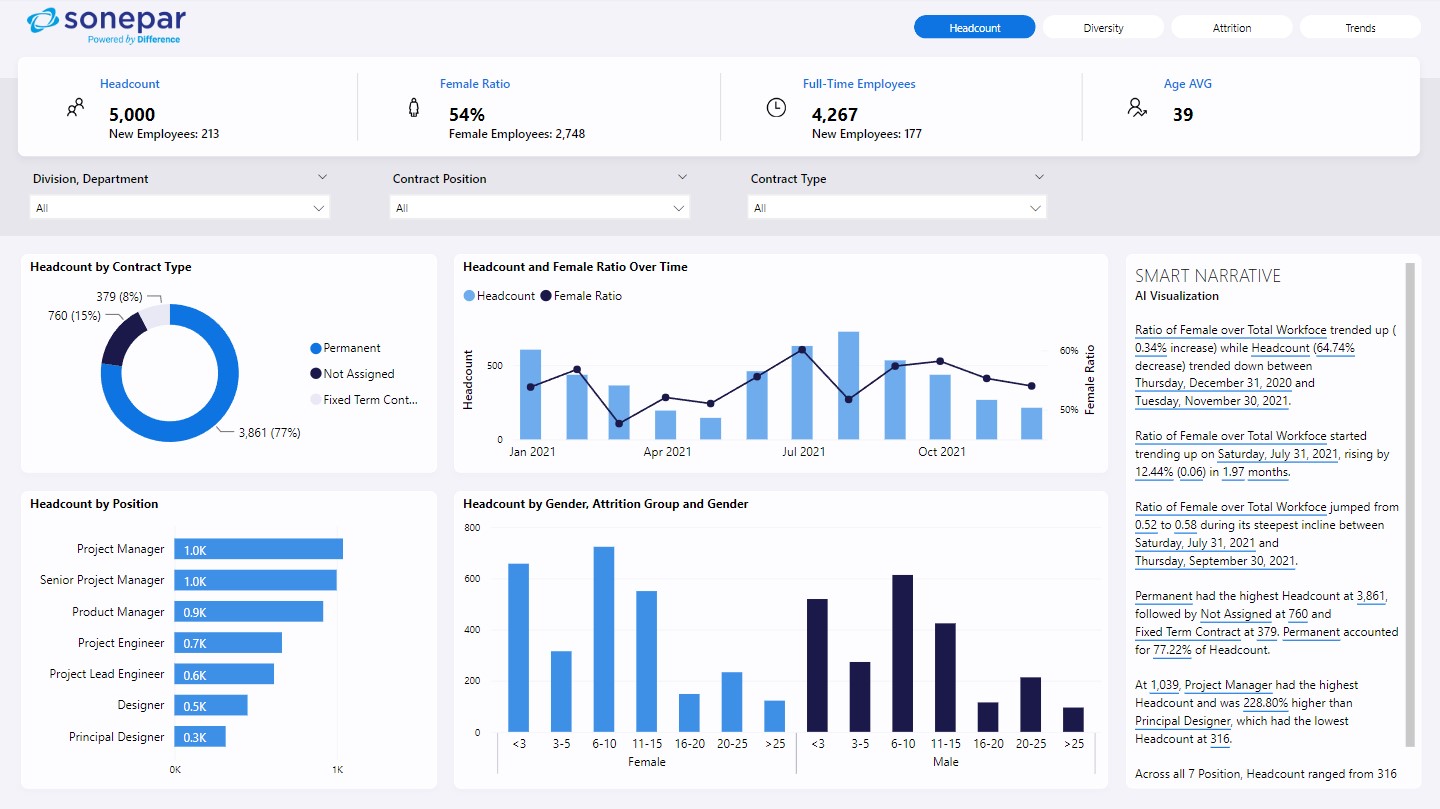 sonepar
Powered by Difference
Headcount
Diversity
Attrition
Trends
Headcount
5,000
New Employees: 213
Female Ratio
54%
Female Employees: 2,748
Full-Time Employees
4,267
New Employees: 177
Age AVG
39
Division, Department
All
Contract Position
All
Contract Type
All
Headcount by Contract Type
379 (8%)
760 (15%)
3,861 (77%)
Permanent
Not Assigned
Fixed Term Cont...
Headcount and Female Ratio Over Time
Headcount
Female Ratio
Headcount
500
0
60%
50%
Female Ratio
Jan 2021
Apr 2021
Jul 2021
Oct 2021
Headcount by Position
Project Manager
1.0K
Senior Project Manager
1.0K
Product Manager
0.9K
Project Engineer
0.7K
Project Lead Engineer
0.6K
Designer
0.5K
Principal Designer
0.3K
0K
1K
Headcount by Gender, Attrition Group and Gender
800
600
400
200
0
<3
3-5
6-10
11-15
16-20
20-25
>25
<3
3-5
6-10
11-15
16-20
20-25
>25
Female
Male
SMART NARRATIVE
AI Visualization
Ratio of Female over Total Workfoce trended up (
0.34% increase) while Headcount (64.74%
decrease) trended down between
Thursday, December 31, 2020 and
Tuesday, November 30, 2021.
Ratio of Female over Total Workfoce started
trending up on Saturday, July 31, 2021, rising by
12.44% (0.06) in 1.97 months.
Ratio of Female over Total Workfoce jumped from
0.52 to 0.58 during its steepest incline between
Saturday, July 31, 2021 and
Thursday, September 30, 2021.
Permanent had the highest Headcount at 3,861,
followed by Not Assigned at 760 and
Fixed Term Contract at 379. Permanent accounted
for 77.22% of Headcount.
At 1,039, Project Manager had the highest
Headcount and was 228.80% higher than
Principal Designer, which had the lowest
Headcount at 316.
Across all 7 Position, Headcount ranged from 316